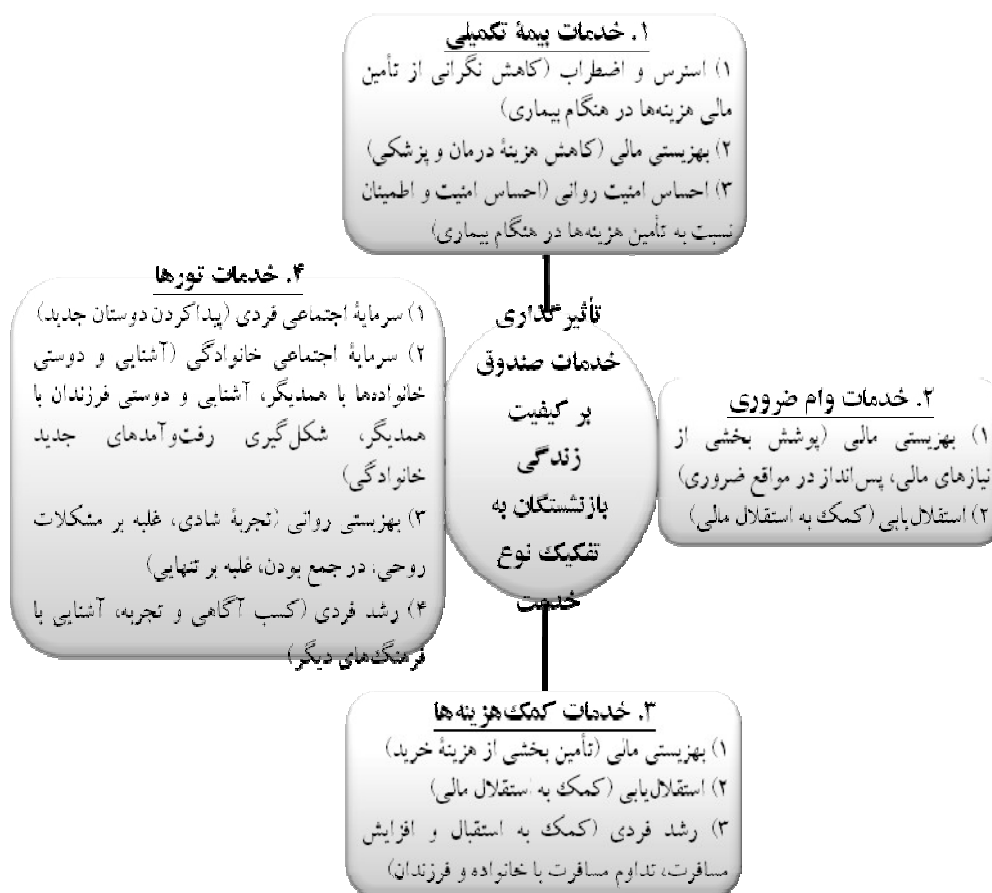 ۱. خدمات بیمهٔ تکمیلی
۱) استرس و اضطراب (کاهش نگرانی از تأمین
مالی هزینه‌ها در هنگام بیماری)
۲) بهزیستی مالی (کاهش هزینهٔ درمان و پزشکی)
۳) احساس امنیت روانی (احساس امنیت و اطمینان
نسبت به تأمین هزینه‌ها در هنگام بیماری)
تأثیرگذاری
خدمات صندوق
بر کیفیت
زندگی
بازنشستگان به
تفکیک نوع
خدمت
۲. خدمات وام ضروری
۱) بهزیستی مالی (پوشش بخشی از
نیازهای مالی، پس‌انداز در مواقع ضروری)
۲) استقلال‌یابی (کمک به استقلال مالی)
۳. خدمات کمک‌هزینه‌ها
۱) بهزیستی مالی (تأمین بخشی از هزینهٔ خرید)
۲) استقلال‌یابی (کمک به استقلال مالی)
۳) رشد فردی (کمک به استقبال و افزایش
مسافرت، تداوم مسافرت با خانواده و فرزندان)
۴. خدمات تورها
۱) سرمایهٔ اجتماعی فردی (پیداکردن دوستان جدید)
۲) سرمایهٔ اجتماعی خانوادگی (آشنایی و دوستی
خانواده‌ها با همدیگر، آشنایی و دوستی فرزندان با
همدیگر، شکل‌گیری رفت‌وآمدهای جدید
خانوادگی)
۳) بهزیستی روانی (تجربهٔ شادی، غلبه بر مشکلات
روحی، در جمع بودن، غلبه بر تنهایی)
۴) رشد فردی (کسب آگاهی و تجربه، آشنایی با
فرهنگ‌های دیگر)